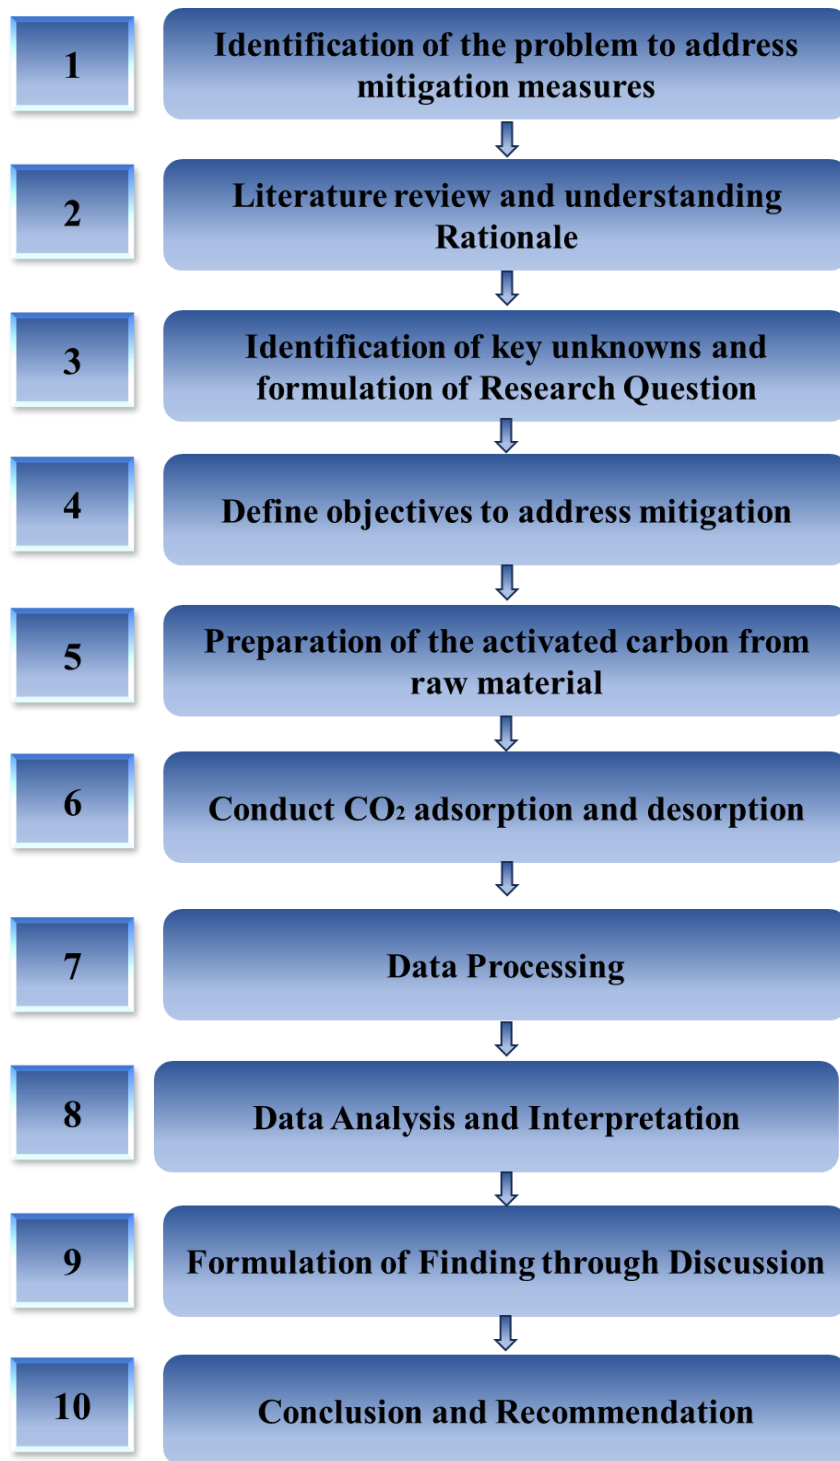 1
Identification of the problem to address
mitigation measures
2
Literature review and understanding
Rationale
3
Identification of key unknowns and
formulation of Research Question
4
Define objectives to address mitigation
5
Preparation of the activated carbon from
raw material
6
Conduct CO₂ adsorption and desorption
7
Data Processing
8
Data Analysis and Interpretation
9
Formulation of Finding through Discussion
10
Conclusion and Recommendation